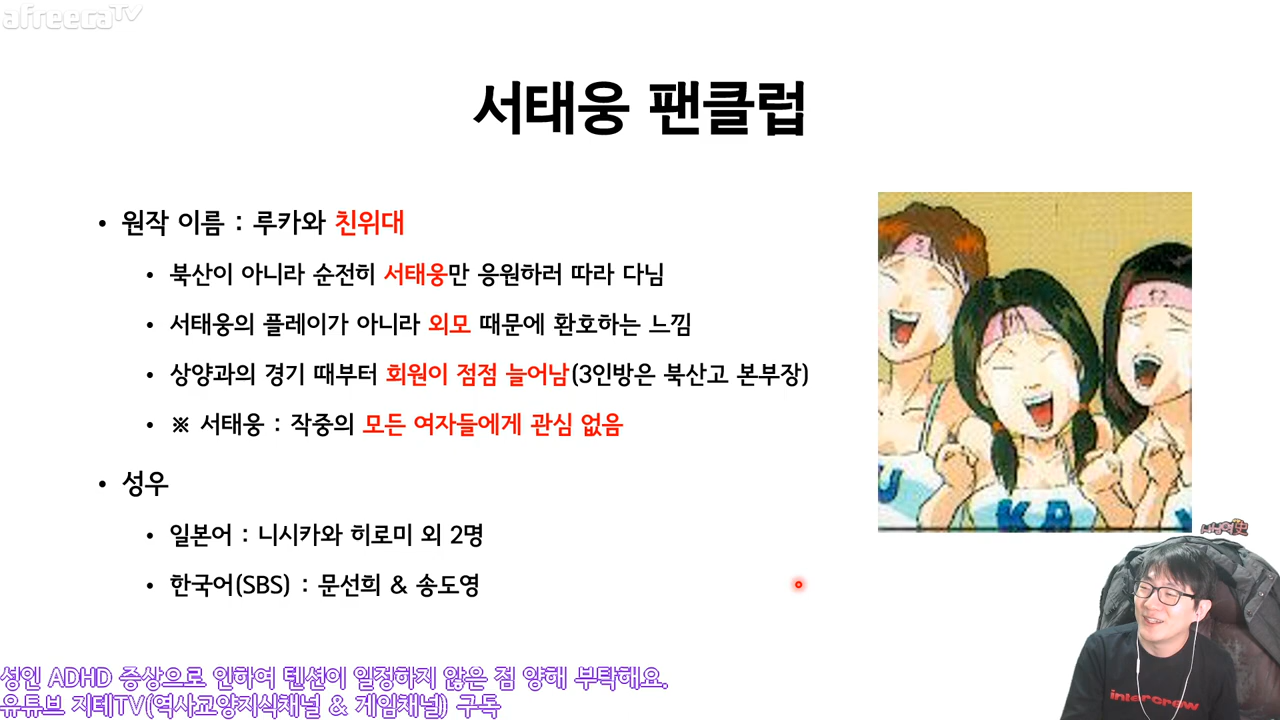 afreecaTV
서태웅 팬클럽
• 원작 이름 : 루카와 친위대
• 북산이 아니라 순전히 서태웅만 응원하러 따라 다님
• 서태웅의 플레이가 아니라 외모 때문에 환호하는 느낌
• 상양과의 경기 때부터 회원이 점점 늘어남(3인방은 북산고 본부장)
• ※ 서태웅 : 작중의 모든 여자들에게 관심 없음
• 성우
• 일본어 : 니시카와 히로미 외 2명
• 한국어(SBS) : 문선희 & 송도영
U
KA
intercrew
성인 ADHD 증상으로 인하여 텐션이 일정하지 않은 점 양해 부탁해요.
유튜브 지테TV(역사교양지식채널 & 게임채널) 구독